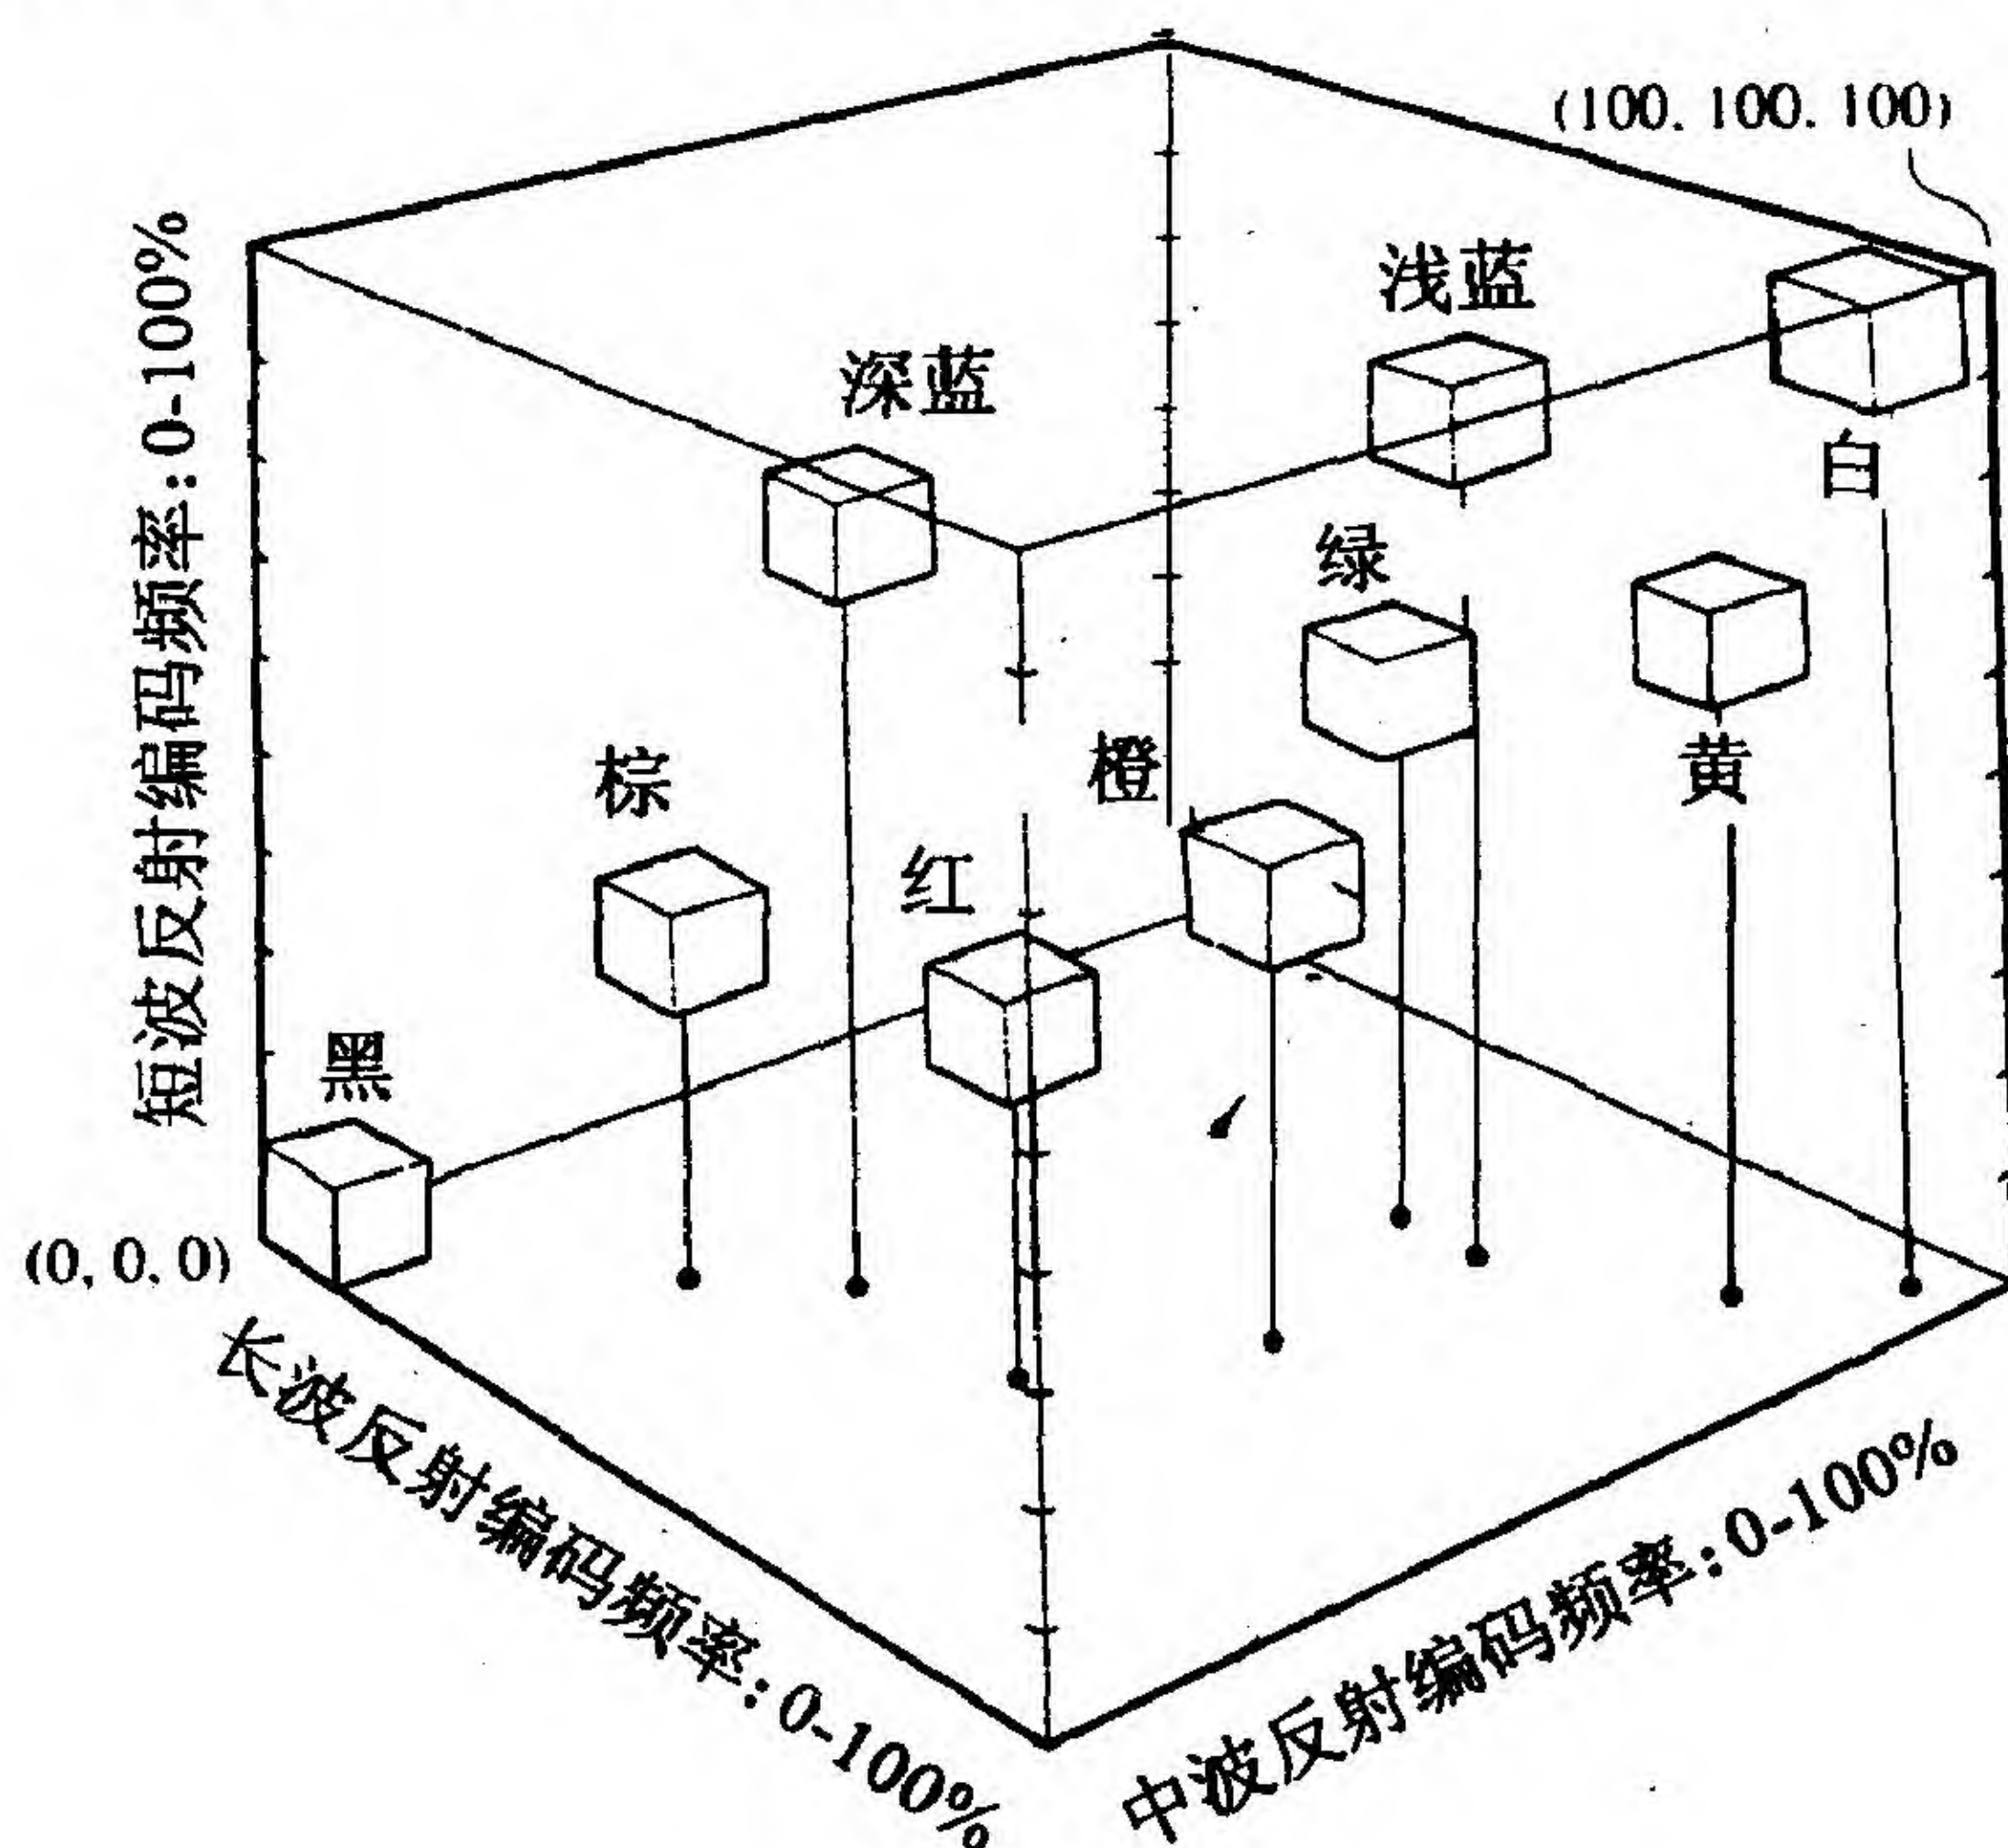 (100. 100. 100)
浅蓝
深蓝
白
绿
黄
橙
棕
红
黑
短波反射编码频率:0-100%
(0, 0, 0)
长波反射编码频率:0-100%
中波反射编码频率:0-100%